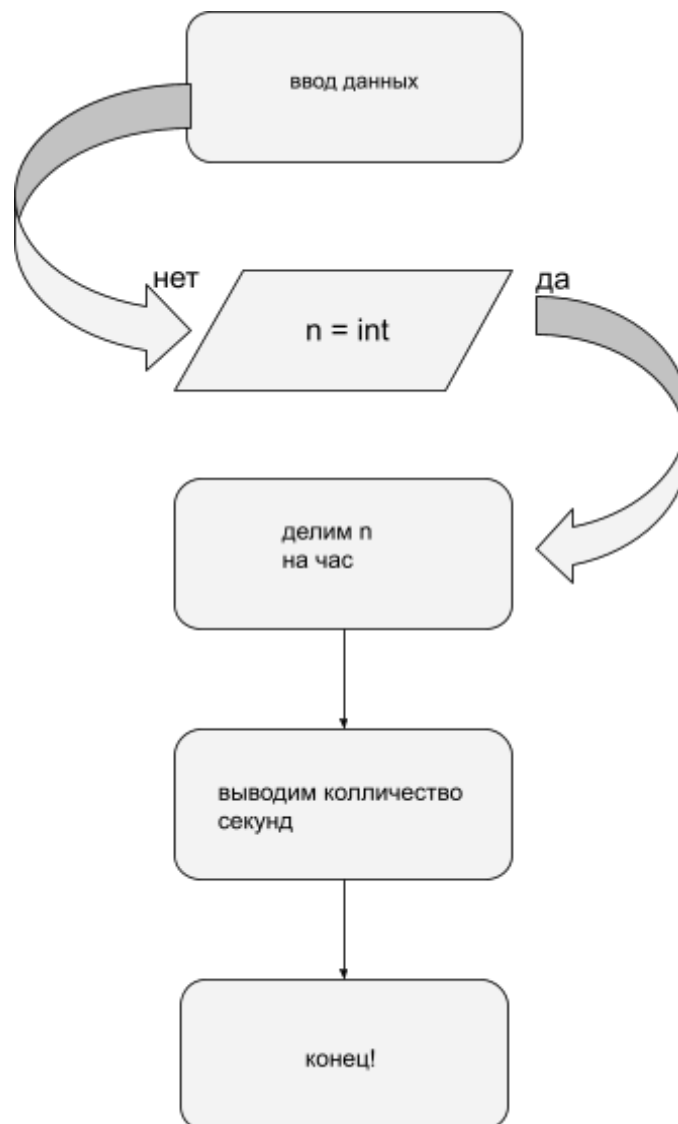 ввод данных
нет
да
n = int
делим n
на час
выводим колличество
секунд
конец!